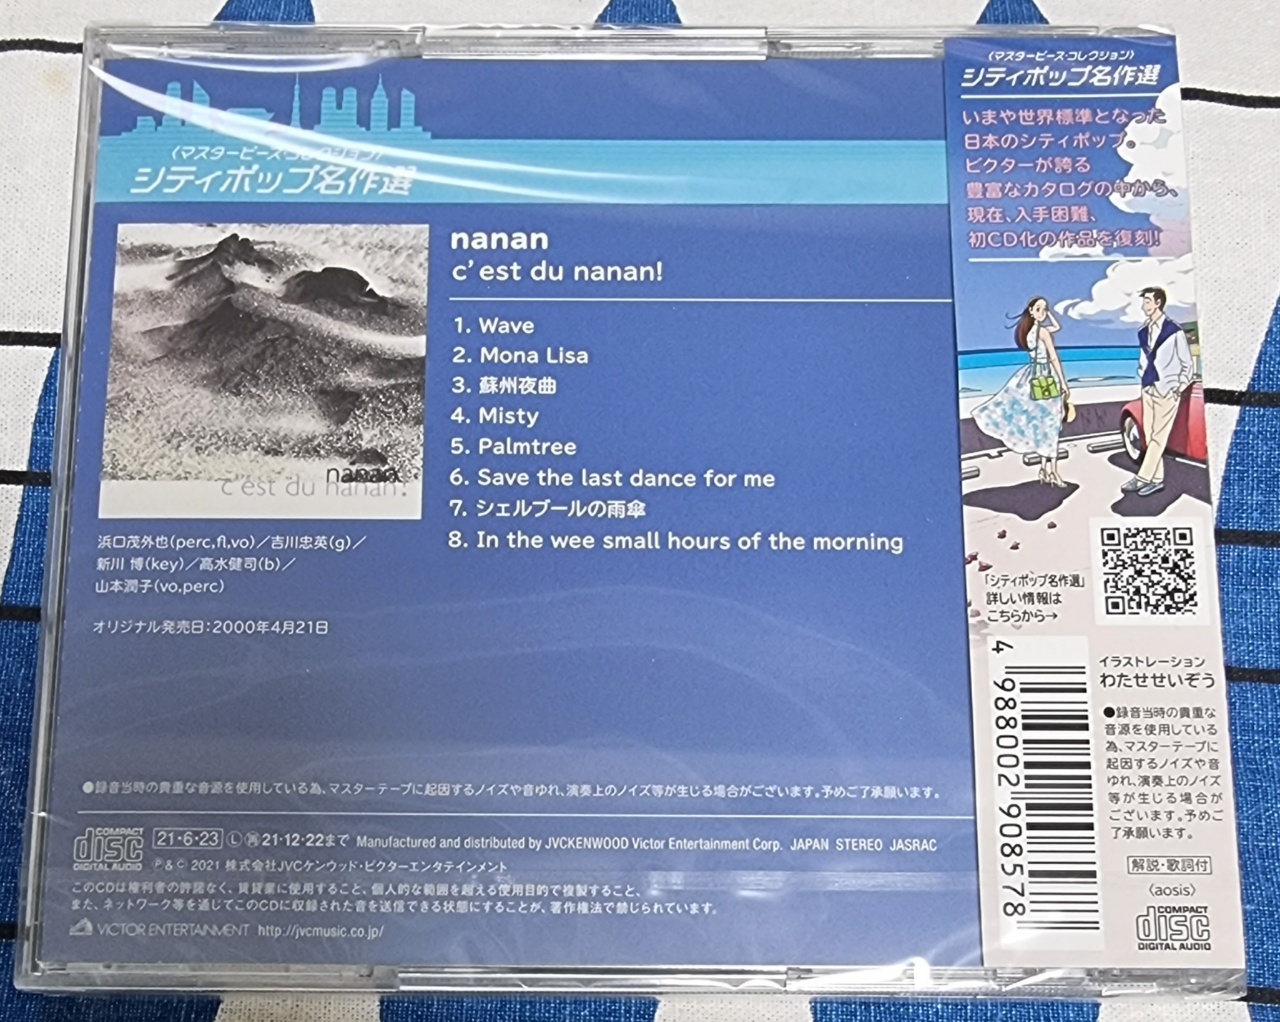 〈マスターピース・コレクション〉
シティポップ名作選
nanan
c'est du nanan!
1. Wave
2. Mona Lisa
3. 蘇州夜曲
4. Misty
5. Palmtree
6. Save the last dance for me
7. シェルブールの雨傘
8. In the wee small hours of the morning
nanan
c'est du nanan!
浜口茂外也(perc,fl,vo)／吉川忠英(g)／
新川 博(key)／高水健司(b)／
山本潤子(vo,perc)
オリジナル発売日：2000年4月21日
●録音当時の貴重な音源を使用している為、マスターテープに起因するノイズや音ゆれ、演奏上のノイズ等が生じる場合がございます。予めご了承願います。
COMPACT
disc
DIGITAL AUDIO
21・6・23 Ⓛ 再 21・12・22まで Manufactured and distributed by JVCKENWOOD Victor Entertainment Corp. JAPAN STEREO JASRAC
Ⓟ&© 2021 株式会社JVCケンウッド・ビクターエンタテインメント
このCDは権利者の許諾なく、賃貸業に使用すること、個人的な範囲を超える使用目的で複製すること、
また、ネットワーク等を通じてこのCDに収録された音を送信できる状態にすることが、著作権法で禁じられています。
VICTOR ENTERTAINMENT http://jvcmusic.co.jp/
〈マスターピース・コレクション〉
シティポップ名作選
いまや世界標準となった
日本のシティポップ。
ビクターが誇る
豊富なカタログの中から、
現在、入手困難、
初CD化の作品を復刻!
「シティポップ名作選」
詳しい情報は
こちらから→
4 988002 908578
イラストレーション
わたせせいぞう
●録音当時の貴重な
音源を使用している
為、マスターテープに
起因するノイズや音
ゆれ、演奏上のノイズ
等が生じる場合が
ございます。予めご
了承願います。
解説・歌詞付
〈aosis〉
COMPACT
disc
DIGITAL AUDIO